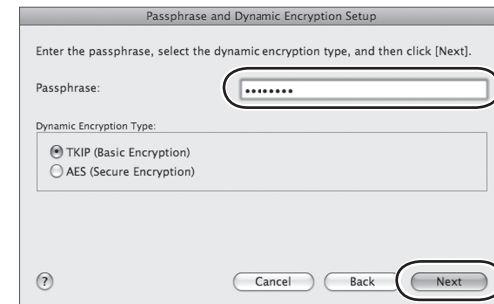 Passphrase and Dynamic Encryption Setup
Enter the passphrase, select the dynamic encryption type, and then click [Next].
Passphrase: ••••••••
Dynamic Encryption Type:
TKIP (Basic Encryption)
AES (Secure Encryption)
? Cancel Back Next